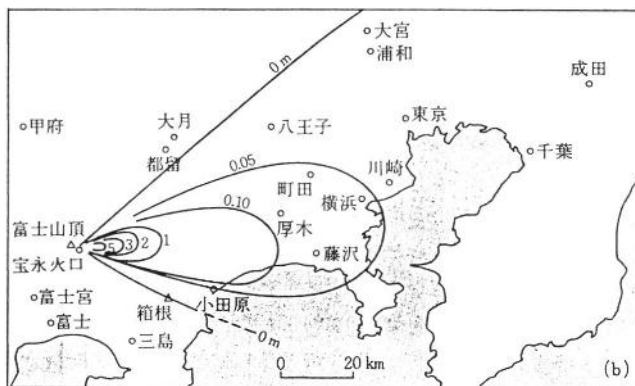 大宮
浦和
0 m
成田
甲府
大月
八王子
東京
都留
千葉
0.05
川崎
町田
横浜
0.10
厚木
富士山頂
5
3
2
1
宝永火口
藤沢
富士宮
箱根
小田原
富士
0 m
三島
0
20 km
(b)